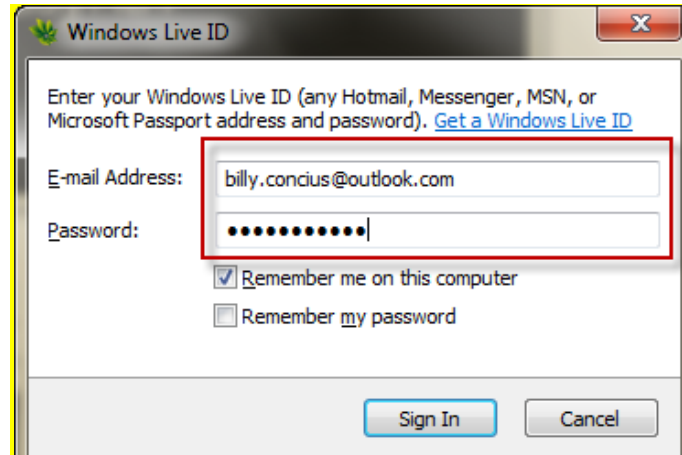 Windows Live ID
Enter your Windows Live ID (any Hotmail, Messenger, MSN, or
Microsoft Passport address and password). Get a Windows Live ID
E-mail Address: billy.concius@outlook.com
Password: ●●●●●●●●●●●
Remember me on this computer
Remember my password
Sign In Cancel